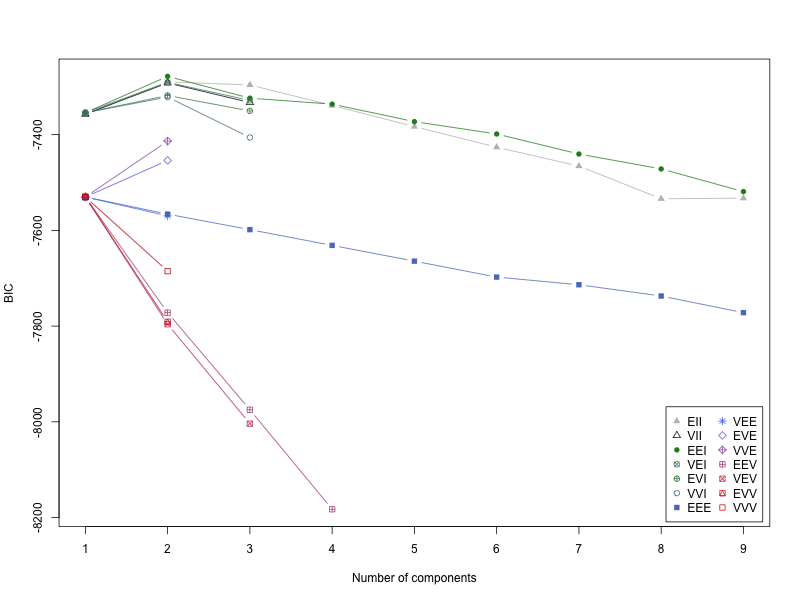 -7400
-7600
-7800
-8000
-8200
BIC
1 2 3 4 5 6 7 8 9
Number of components
EII VEE
VII EVE
EEI VVE
VEI EEV
EVI VEV
VVI EVV
EEE VVV